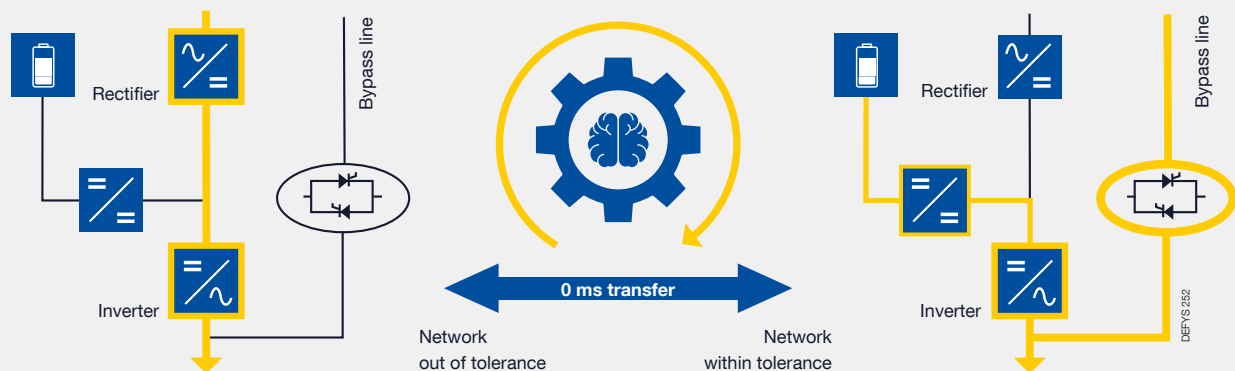 Rectifier
Bypass line
Inverter
0 ms transfer
Network
out of tolerance
Network
within tolerance
Rectifier
Bypass line
Inverter
DEFYS 252